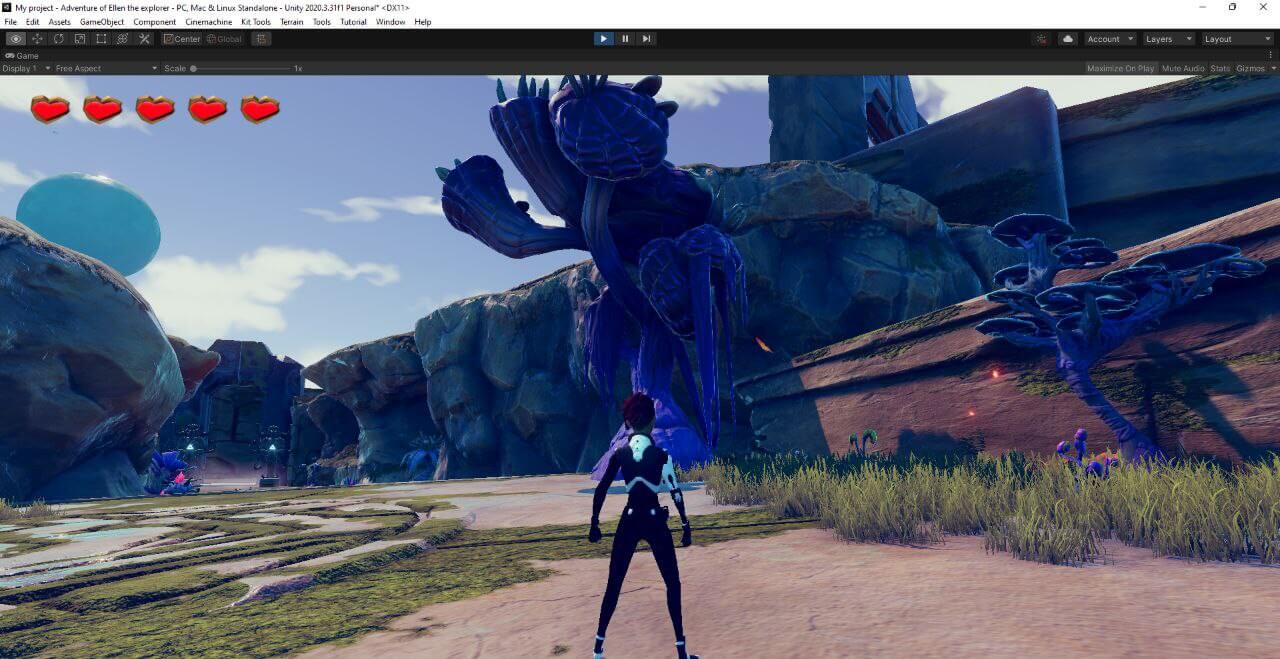 My project - Adventure of Ellen the explorer - PC, Mac & Linux Standalone - Unity 2020.3.31f1 Personal* <DX11>
File Edit Assets GameObject Component Cinemachine Kit Tools Terrain Tools Tutorial Window Help
Center Global Account Layers Layout
Game
Display 1 Free Aspect Scale 1x Maximize On Play Mute Audio Stats Gizmos